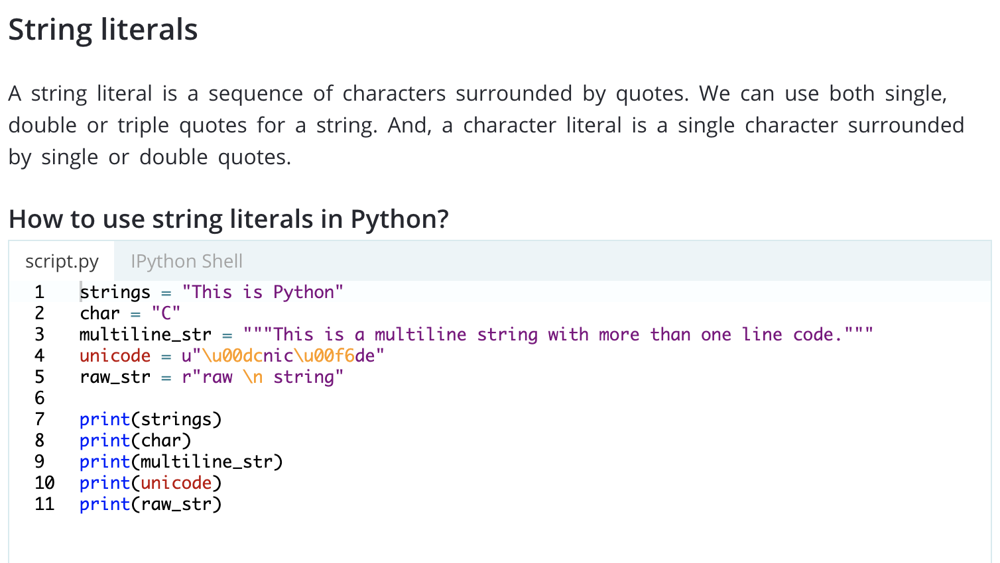 String literals
A string literal is a sequence of characters surrounded by quotes. We can use both single,
double or triple quotes for a string. And, a character literal is a single character surrounded
by single or double quotes.
How to use string literals in Python?
script.py IPython Shell
1 strings = "This is Python"
2 char = "C"
3 multiline_str = """This is a multiline string with more than one line code."""
4 unicode = u"\u00dcnic\u00f6de"
5 raw_str = r"raw \n string"
6
7 print(strings)
8 print(char)
9 print(multiline_str)
10 print(unicode)
11 print(raw_str)